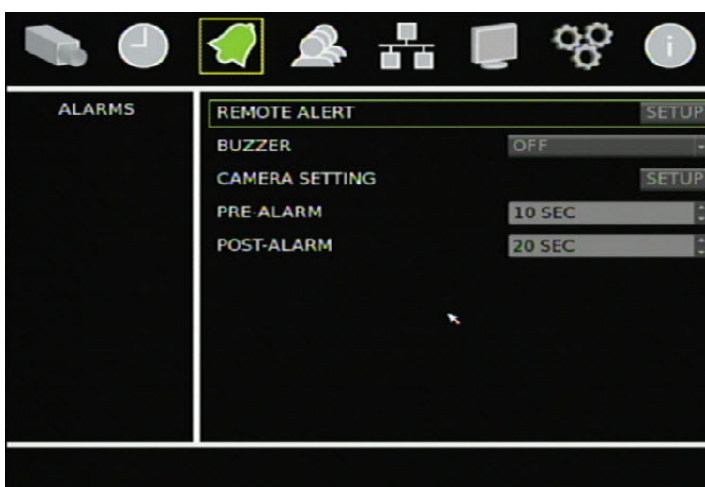 ALARMS
REMOTE ALERT SETUP
BUZZER OFF
CAMERA SETTING SETUP
PRE-ALARM 10 SEC
POST-ALARM 20 SEC